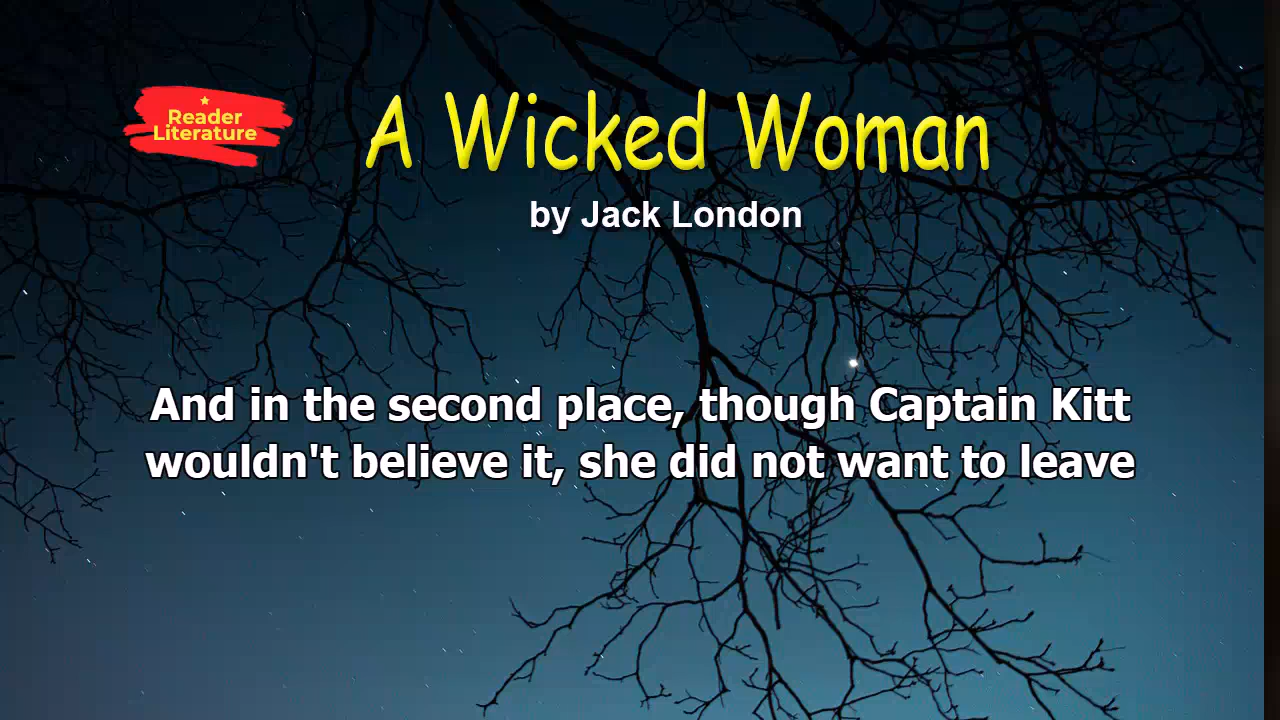 Reader
Literature
A Wicked Woman
by Jack London
And in the second place, though Captain Kitt
wouldn't believe it, she did not want to leave